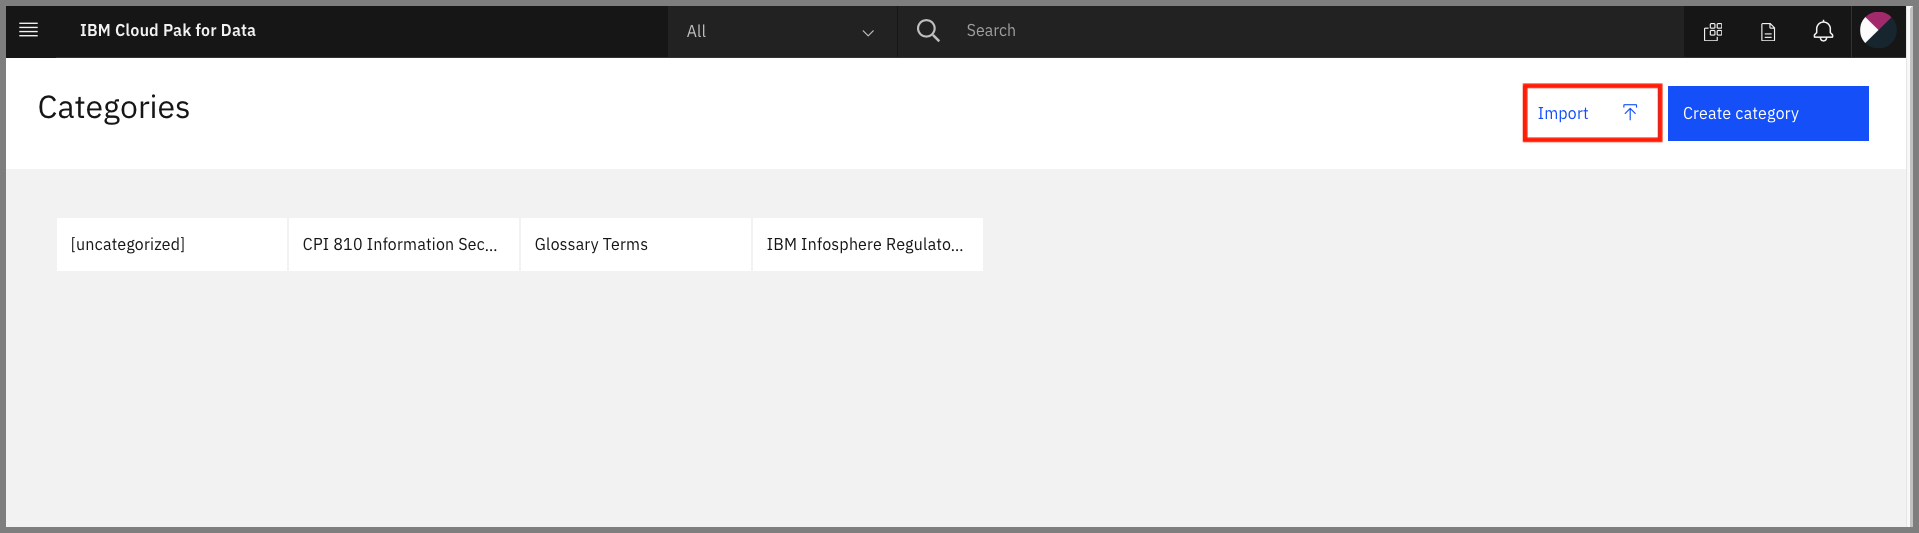 IBM Cloud Pak for Data
All
Search
Categories
Import
Create category
[uncategorized]
CPI 810 Information Sec...
Glossary Terms
IBM Infosphere Regulato...